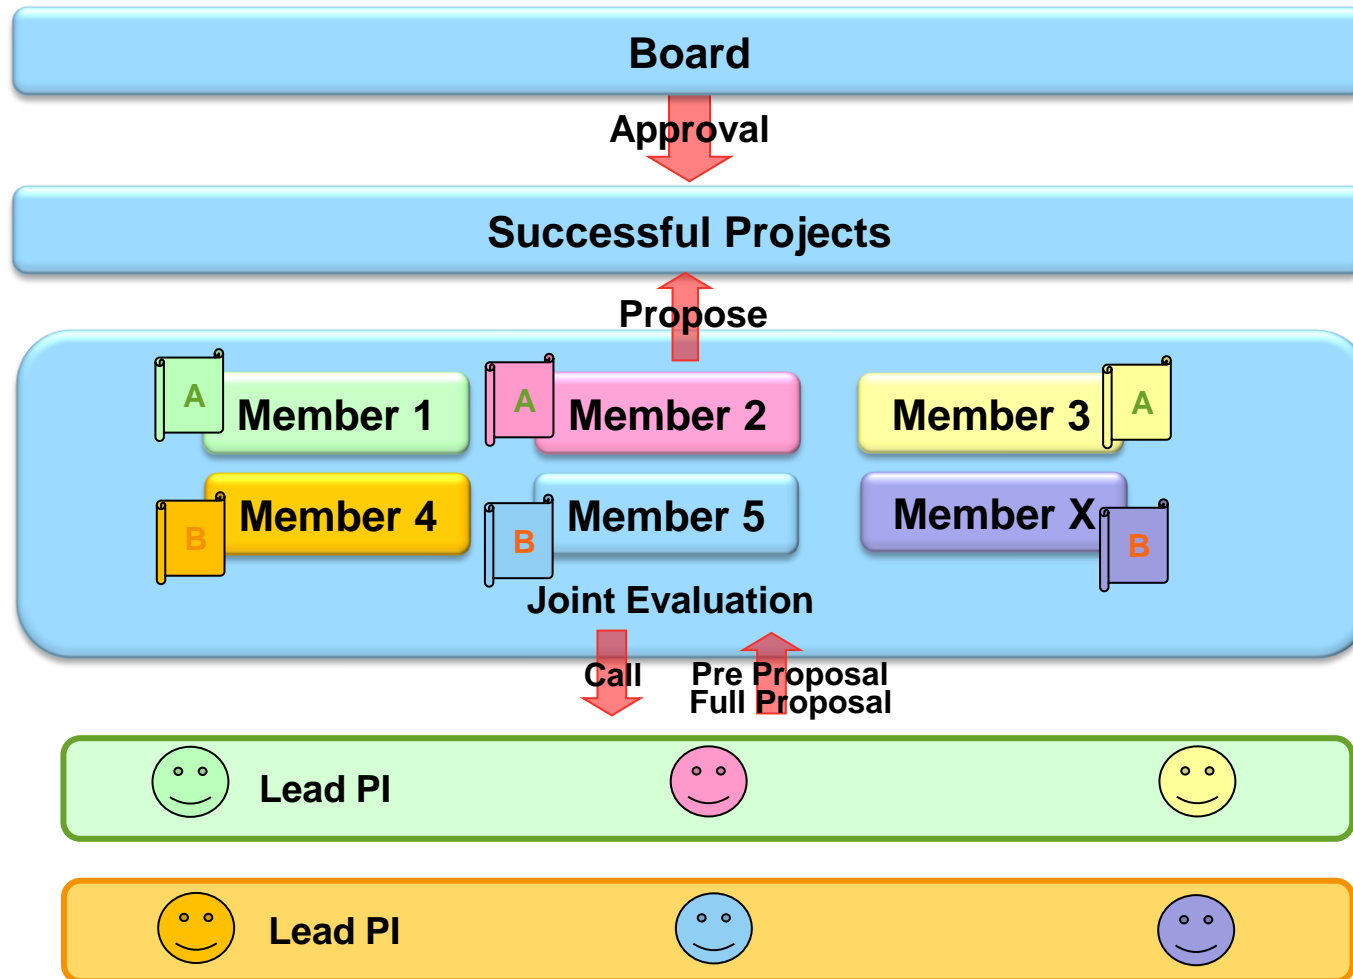 Board
Approval
Successful Projects
Propose
A
Member 1
A
Member 2
Member 3
A
B
Member 4
B
Member 5
Member X
B
Joint Evaluation
Call
Pre Proposal
Full Proposal
Lead PI
Lead PI